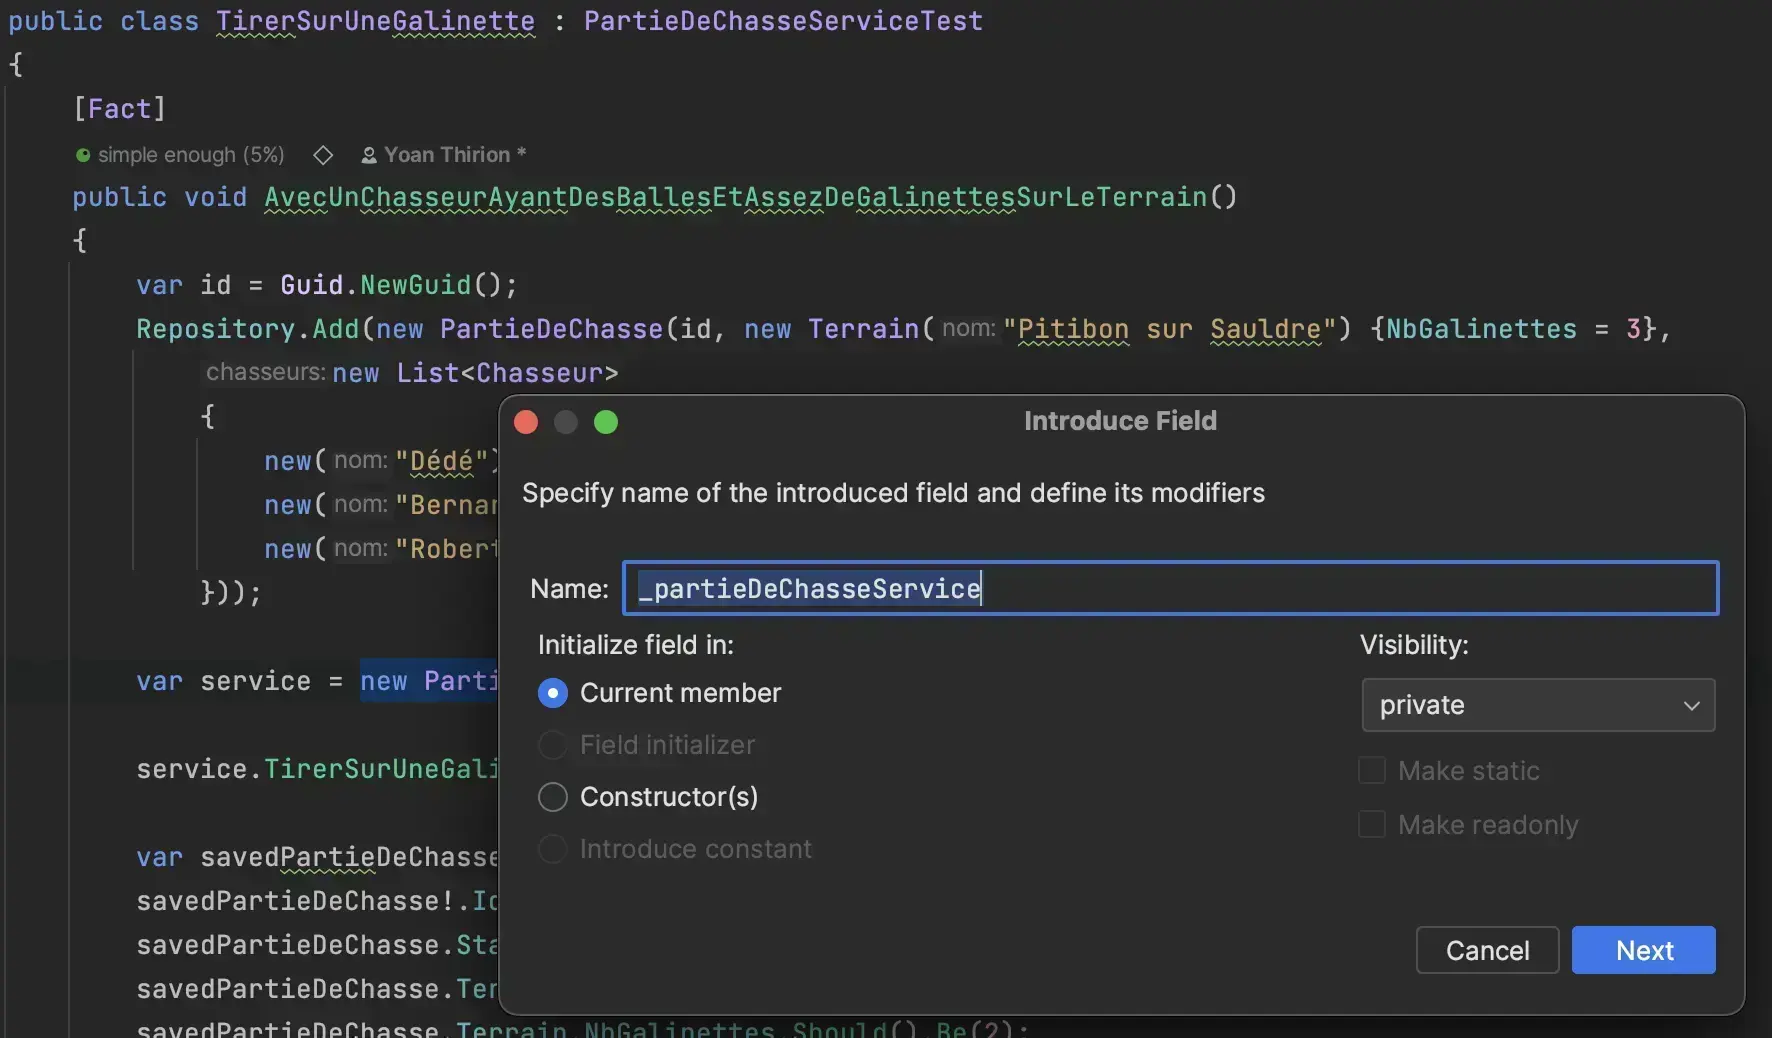 public class TirerSurUneGalinette : PartieDeChasseServiceTest
{
[Fact]
simple enough (5%) Yoan Thirion *
public void AvecUnChasseurAyantDesBallesEtAssezDeGalinettesSurLeTerrain()
{
var id = Guid.NewGuid();
Repository.Add(new PartieDeChasse(id, new Terrain( nom: "Pitibon sur Sauldre") {NbGalinettes = 3},
chasseurs: new List<Chasseur>
{
new( nom: "Dédé")
new( nom: "Bernar
new( nom: "Robert
}));
var service = new Parti
service.TirerSurUneGali
var savedPartieDeChasse
savedPartieDeChasse!.Id
savedPartieDeChasse.Sta
savedPartieDeChasse.Ter
savedPartieDeChasse.Terrain.NbGalinettes.Should().Be(2);
Introduce Field
Specify name of the introduced field and define its modifiers
Name: _partieDeChasseService
Initialize field in:
Current member
Field initializer
Constructor(s)
Introduce constant
Visibility:
private
Make static
Make readonly
Cancel Next